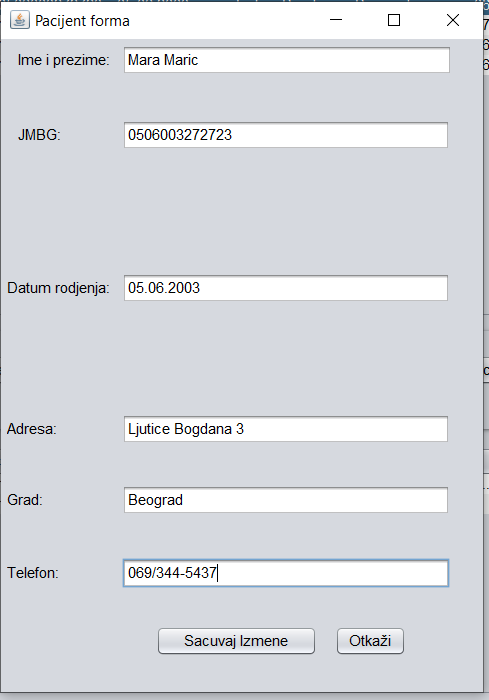 Pacijent forma
Ime i prezime: Mara Maric
JMBG: 0506003272723
Datum rodjenja: 05.06.2003
Adresa: Ljutice Bogdana 3
Grad: Beograd
Telefon: 069/344-5437
Sacuvaj Izmene Otkaži